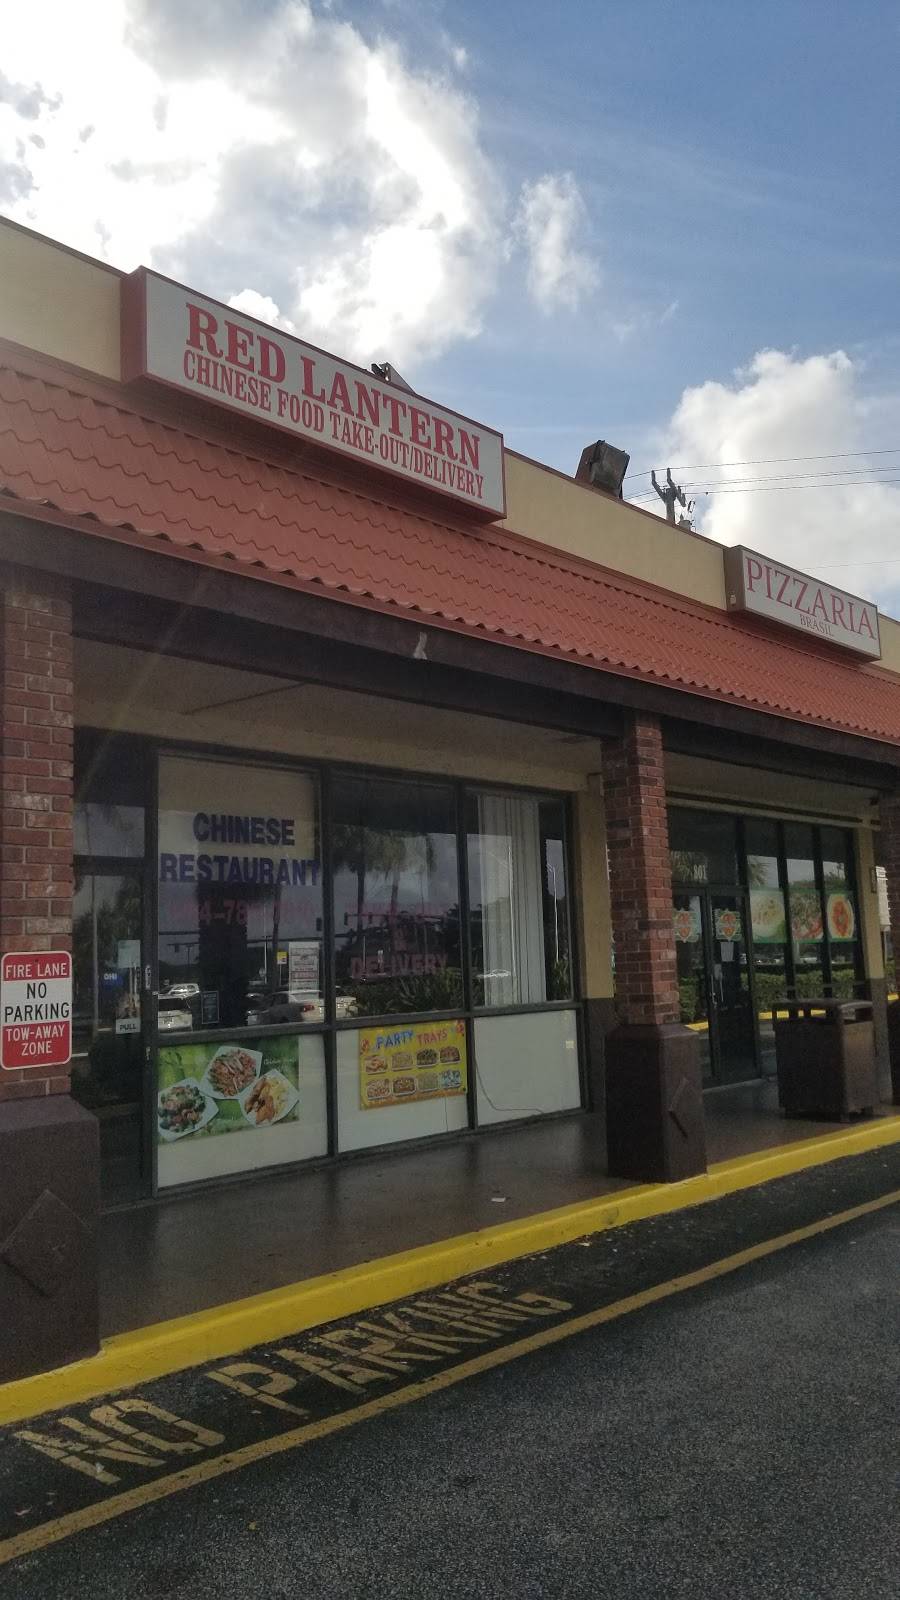 RED LANTERN
CHINESE FOOD TAKE-OUT/DELIVERY
PIZZARIA
BRASIL
CHINESE
RESTAURANT
DELIVERY
801
FIRE LANE
NO
PARKING
TOW-AWAY
ZONE
PULL
PARTY TRAYS
NO PARKING